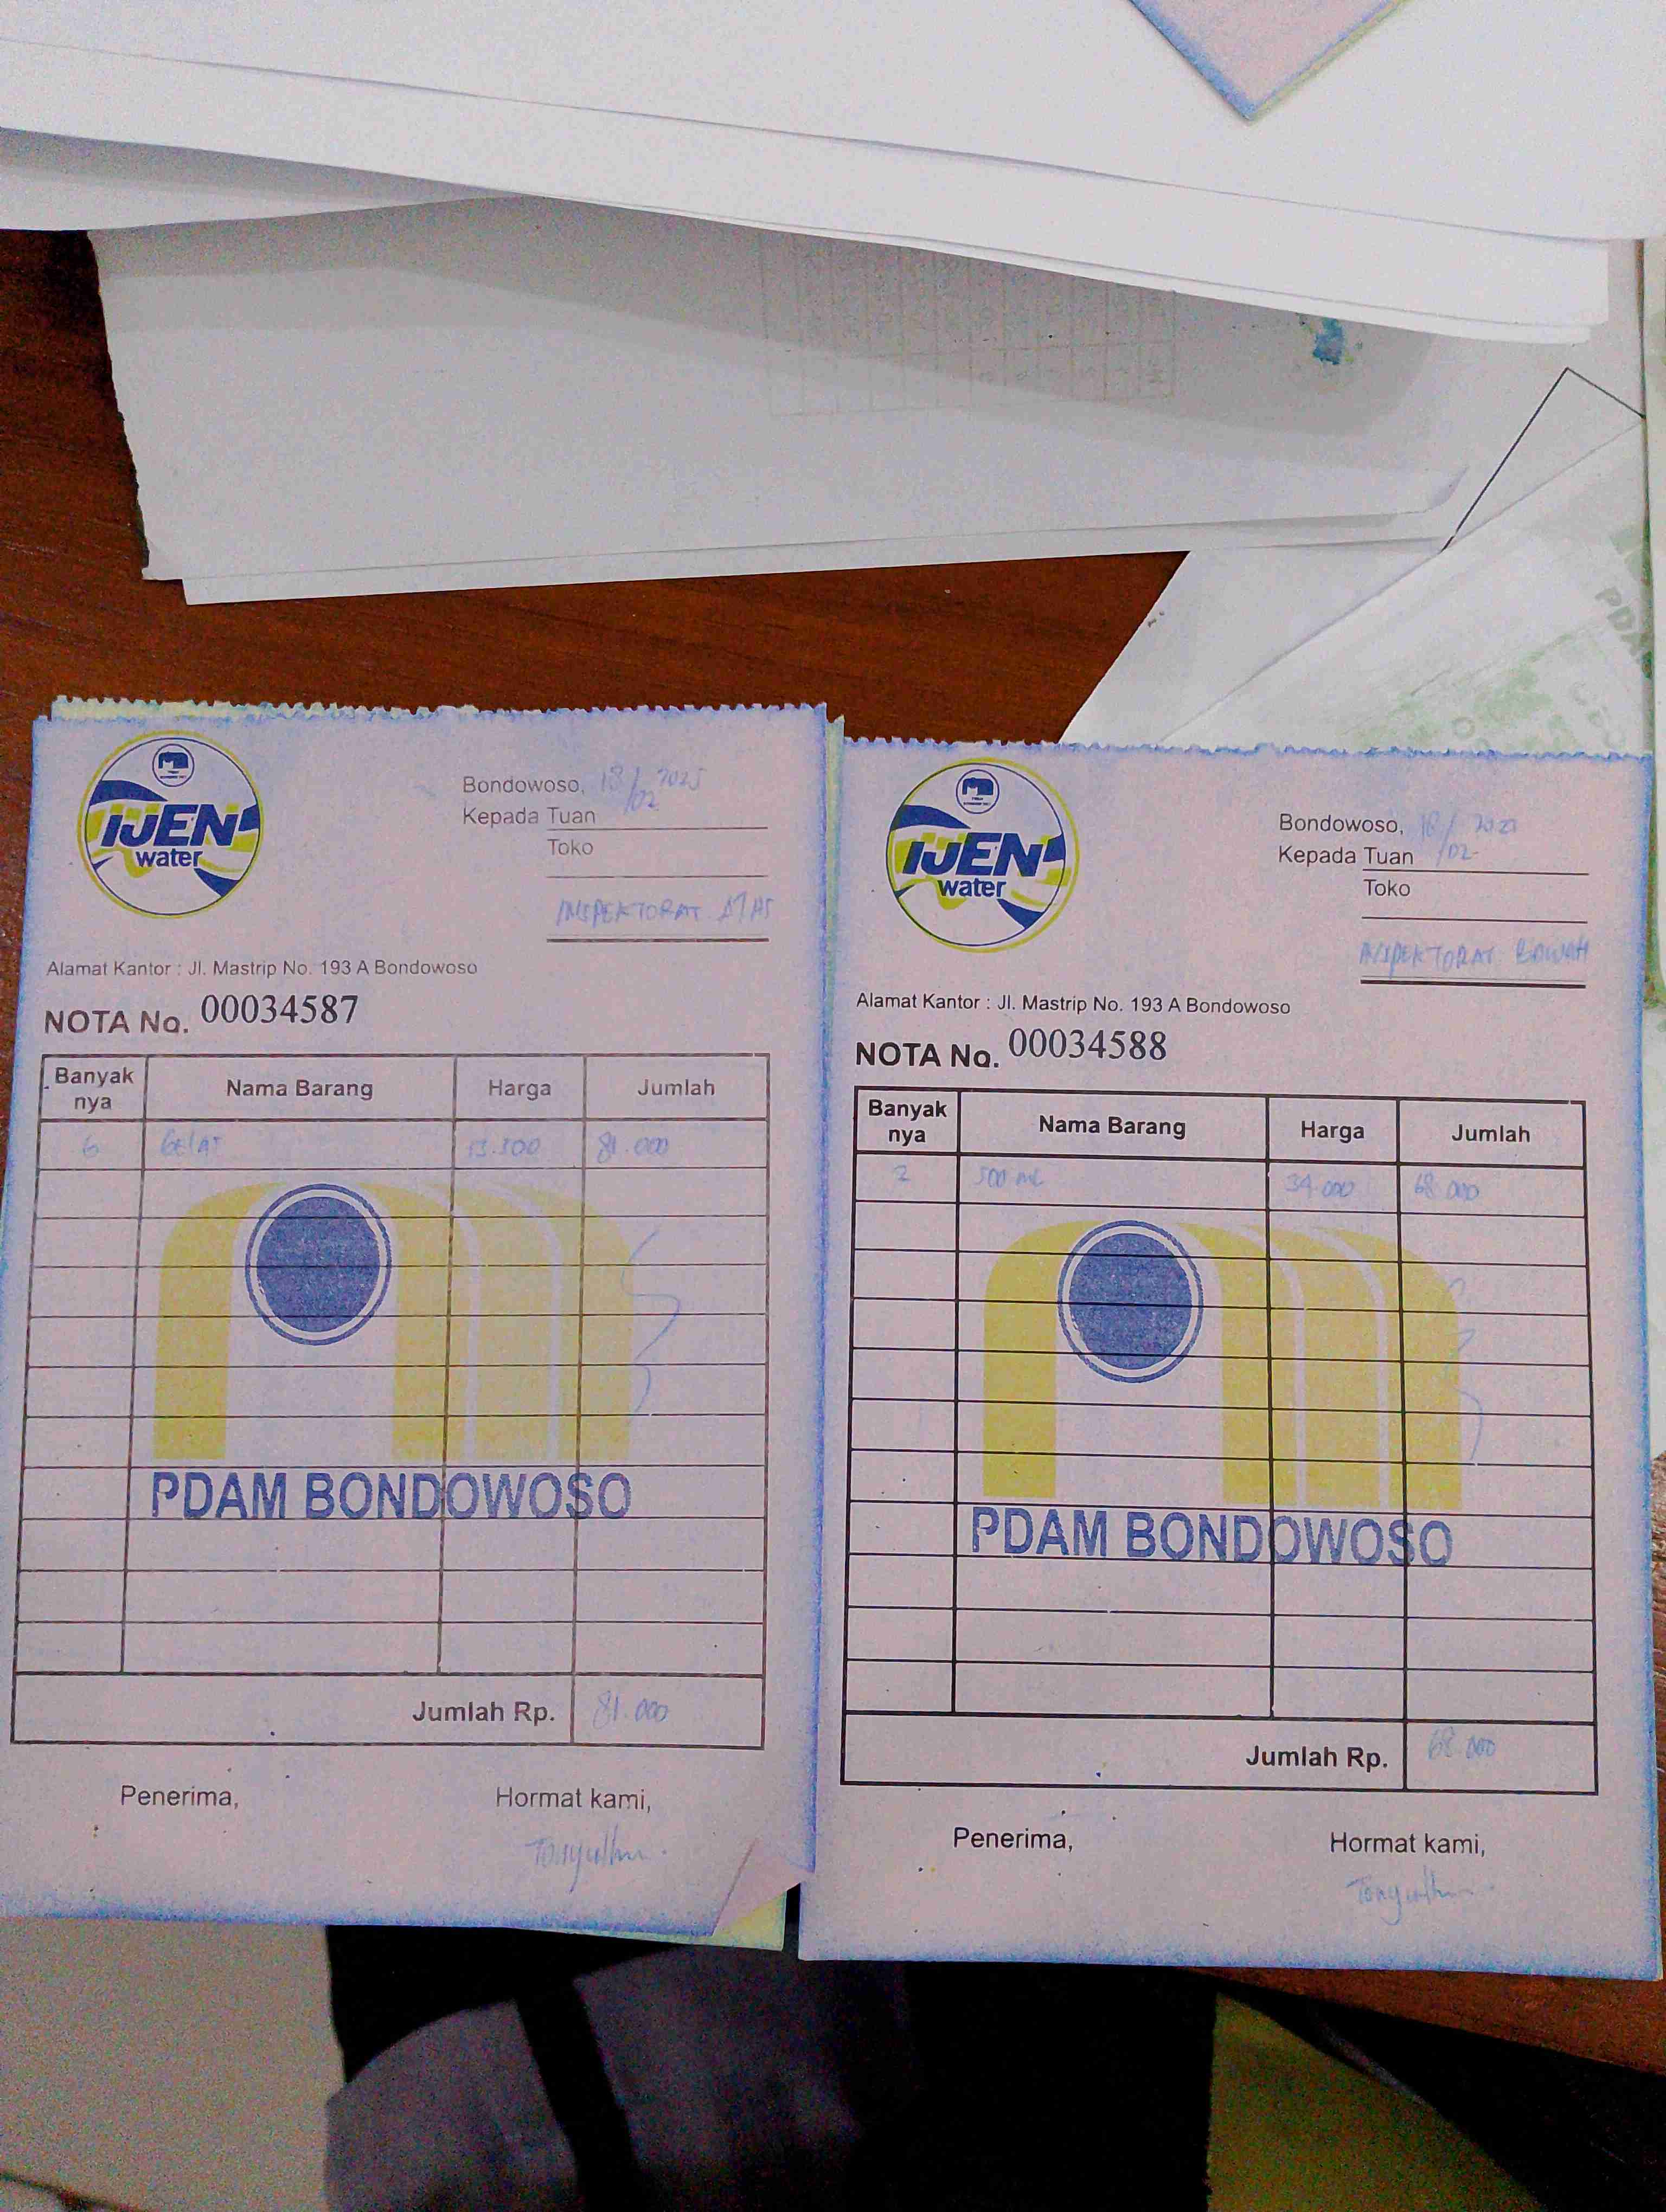 IJEN
water
Bondowoso, 18/02 2025
Kepada Tuan
Toko
INSPEKTORAT ATAS
Alamat Kantor : Jl. Mastrip No. 193 A Bondowoso
NOTA No. 00034587
Banyak nya Nama Barang Harga Jumlah
6 GELAS 13.500 81.000
PDAM BONDOWOSO
Jumlah Rp. 81.000
Penerima, Hormat kami,
IJEN
water
Bondowoso, 18/02
Kepada Tuan
Toko
INSPEKTORAT BAWAH
Alamat Kantor : Jl. Mastrip No. 193 A Bondowoso
NOTA No. 00034588
Banyak nya Nama Barang Harga Jumlah
2 500 ML 34.000 68.000
PDAM BONDOWOSO
Jumlah Rp. 68.000
Penerima, Hormat kami,